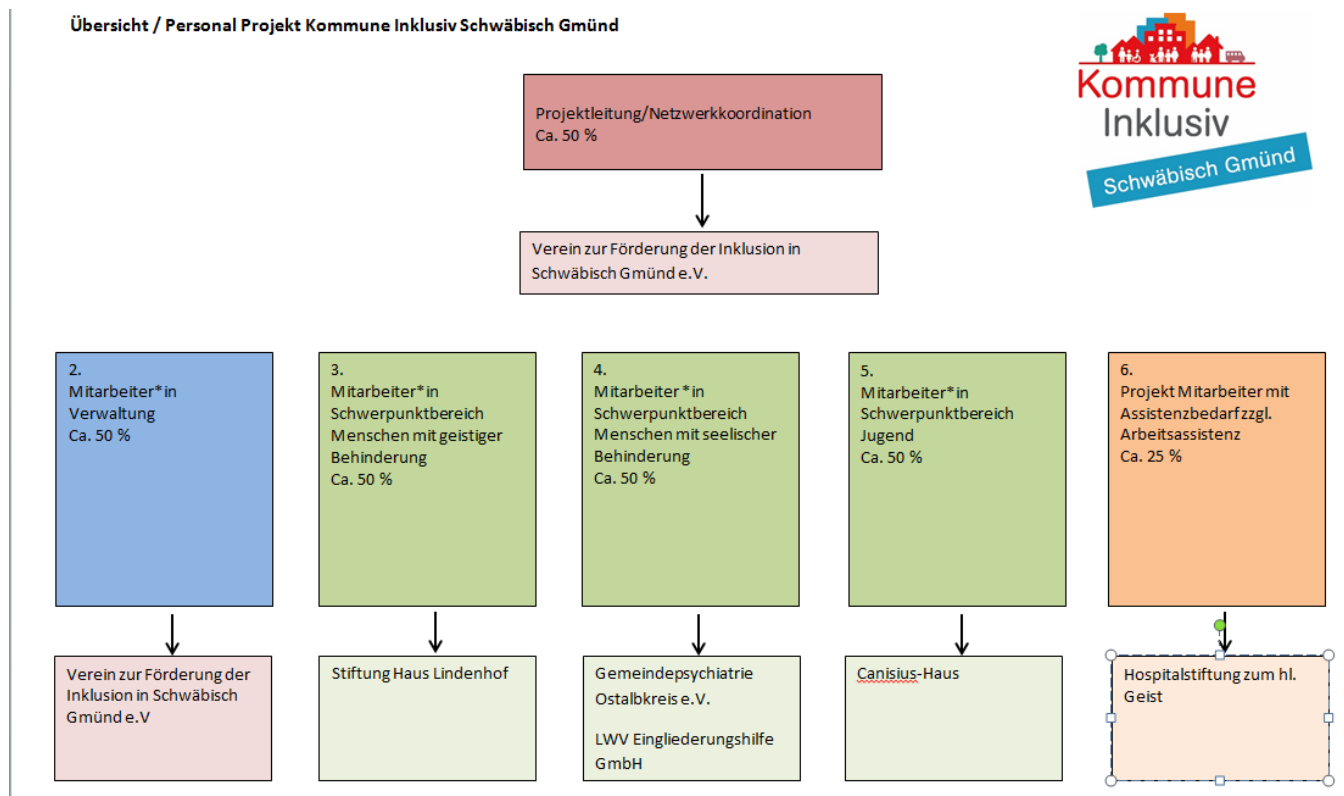 Übersicht / Personal Projekt Kommune Inklusiv Schwäbisch Gmünd
Kommune
Inklusiv
Schwäbisch Gmünd
Projektleitung/Netzwerkkoordination
Ca. 50 %
Verein zur Förderung der Inklusion in
Schwäbisch Gmünd e.V.
2.
Mitarbeiter*in
Verwaltung
Ca. 50 %
3.
Mitarbeiter*in
Schwerpunktbereich
Menschen mit geistiger
Behinderung
Ca. 50 %
4.
Mitarbeiter *in
Schwerpunktbereich
Menschen mit seelischer
Behinderung
Ca. 50 %
5.
Mitarbeiter*in
Schwerpunktbereich
Jugend
Ca. 50 %
6.
Projekt Mitarbeiter mit
Assistenzbedarf zzgl.
Arbeitsassistenz
Ca. 25 %
Verein zur Förderung der
Inklusion in Schwäbisch
Gmünd e.V
Stiftung Haus Lindenhof
Gemeindepsychiatrie
Ostalbkreis e.V.
LWV Eingliederungshilfe
GmbH
Canisius-Haus
Hospitalstiftung zum hl.
Geist